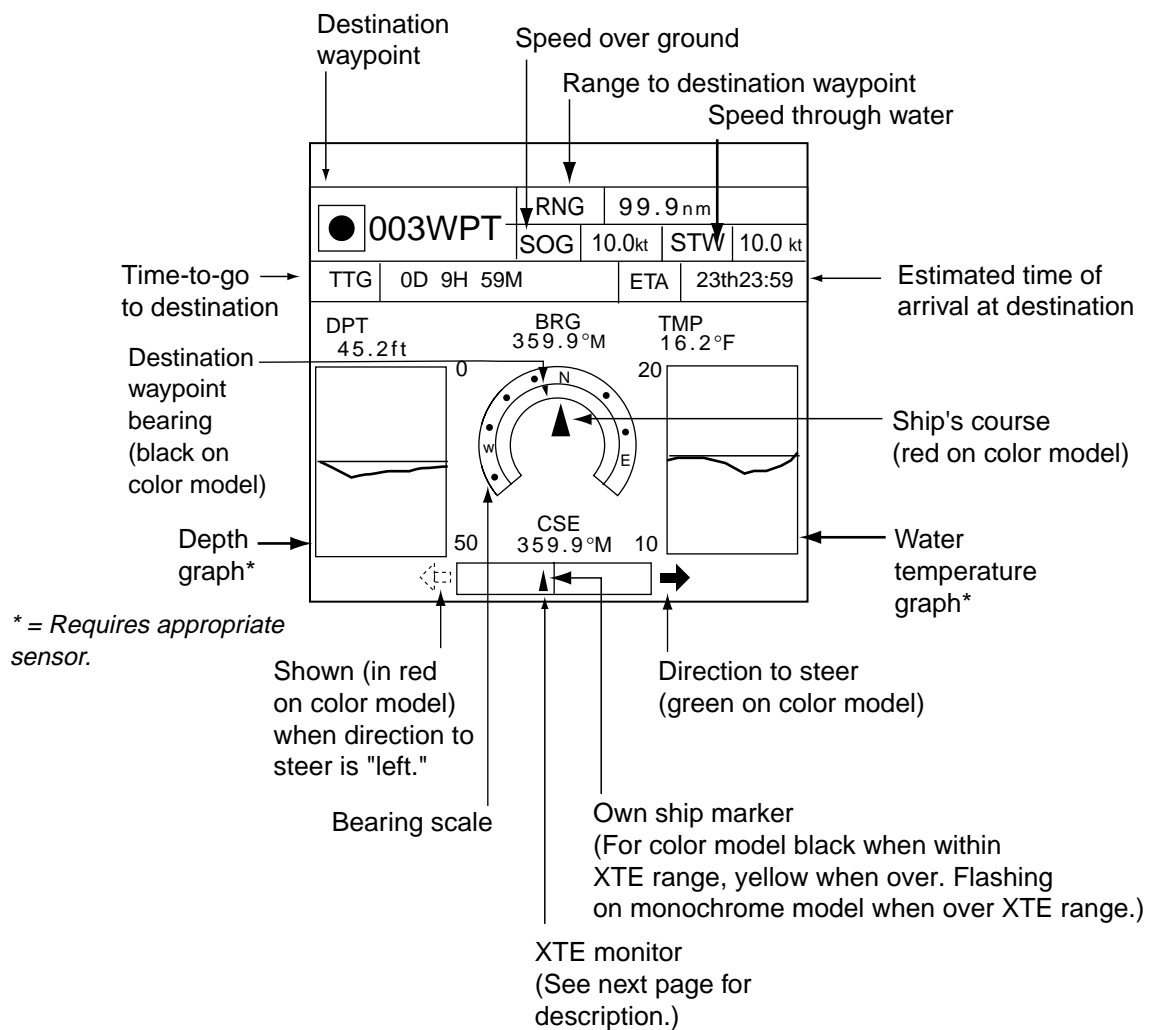 Destination
waypoint
Speed over ground
Range to destination waypoint
Speed through water
RNG 99.9nm
003WPT
SOG 10.0kt STW 10.0 kt
Time-to-go
to destination
TTG 0D 9H 59M ETA 23th23:59
Estimated time of
arrival at destination
DPT
45.2ft
BRG
359.9°M
TMP
16.2°F
Destination
waypoint
bearing
(black on
color model)
0
N
W
E
20
Ship's course
(red on color model)
Depth
graph*
50
CSE
359.9°M
10
Water
temperature
graph*
* = Requires appropriate
sensor.
Shown (in red
on color model)
when direction to
steer is "left."
Direction to steer
(green on color model)
Bearing scale
Own ship marker
(For color model black when within
XTE range, yellow when over. Flashing
on monochrome model when over XTE range.)
XTE monitor
(See next page for
description.)